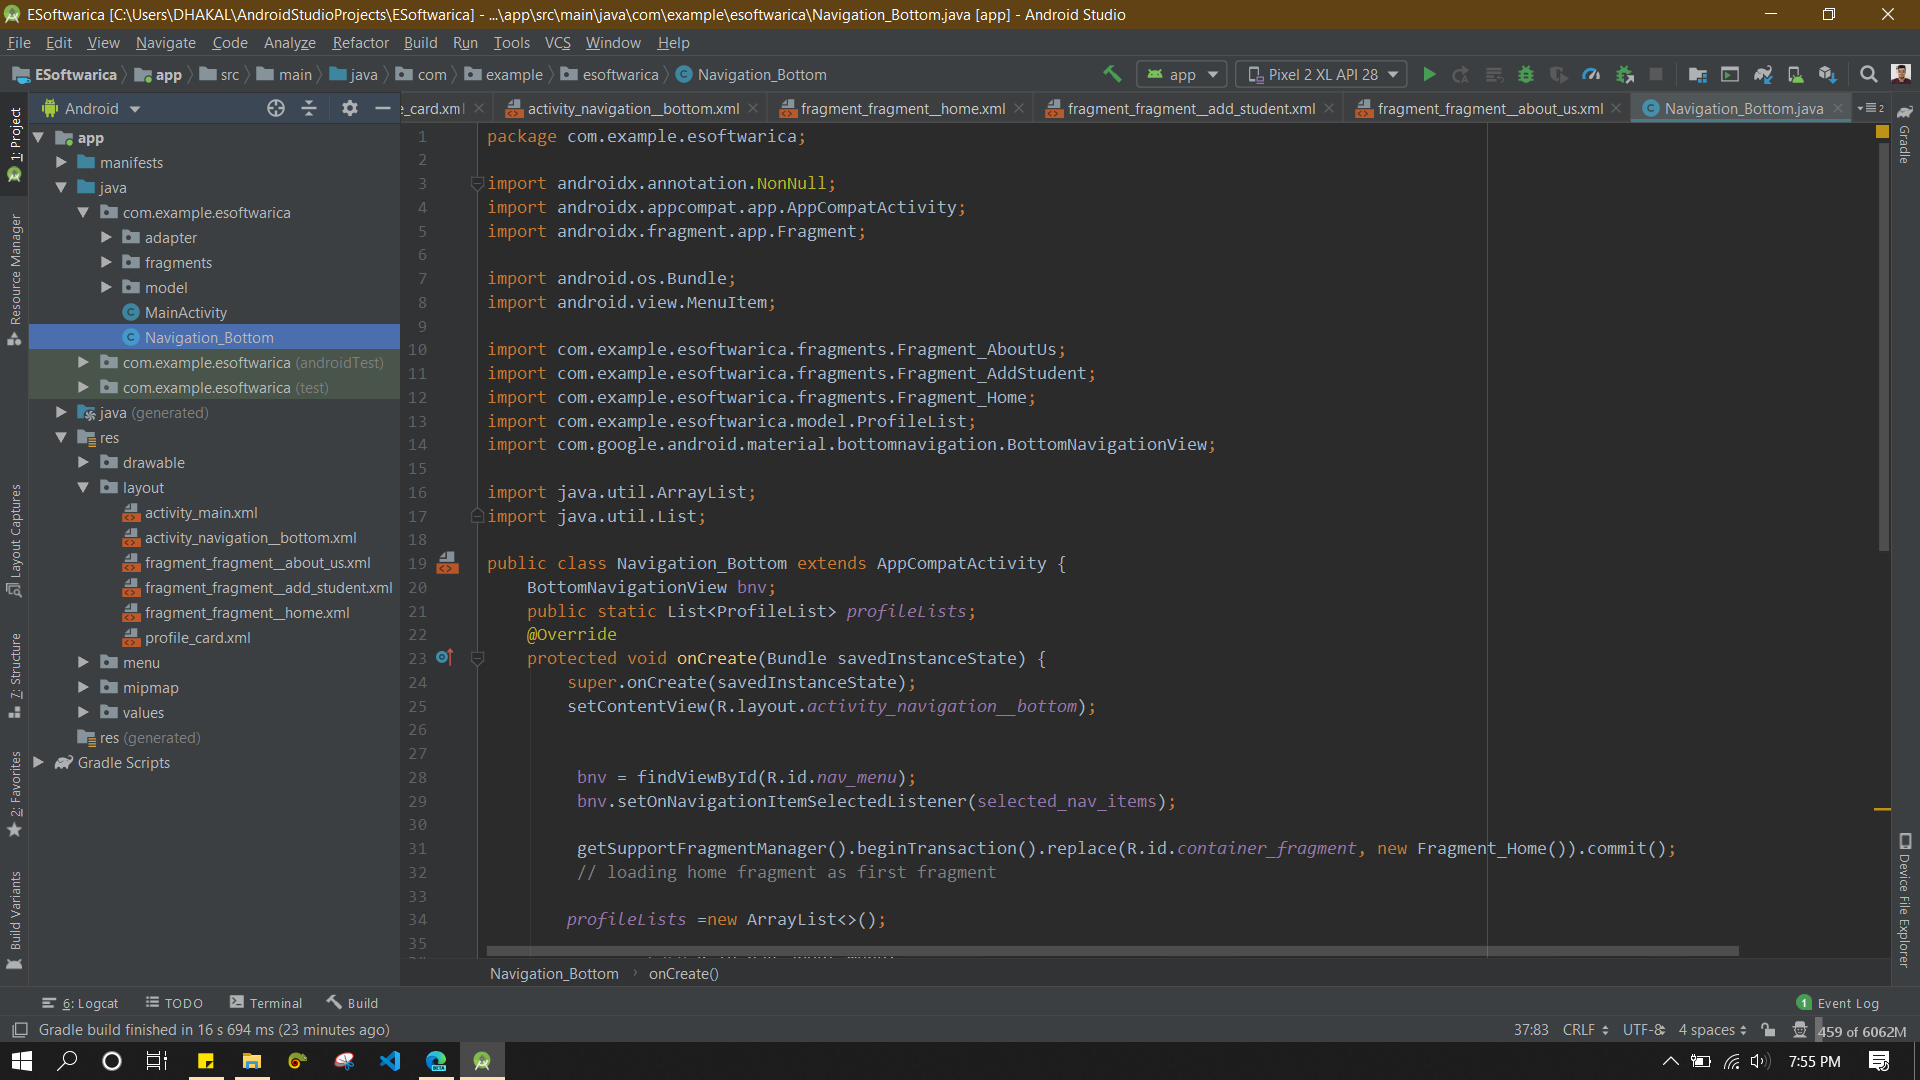 ESoftwarica [C:\Users\DHAKAL\AndroidStudioProjects\ESoftwarica] - ...\app\src\main\java\com\example\esoftwarica\Navigation_Bottom.java [app] - Android Studio
File Edit View Navigate Code Analyze Refactor Build Run Tools VCS Window Help
ESoftwarica app src main java com example esoftwarica Navigation_Bottom app Pixel 2 XL API 28
Android e_card.xml activity_navigation__bottom.xml fragment_fragment__home.xml fragment_fragment__add_student.xml fragment_fragment__about_us.xml Navigation_Bottom.java 2
1: Project
Resource Manager
Layout Captures
7: Structure
2: Favorites
Build Variants
app
manifests
java
com.example.esoftwarica
adapter
fragments
model
MainActivity
Navigation_Bottom
com.example.esoftwarica (androidTest)
com.example.esoftwarica (test)
java (generated)
res
drawable
layout
activity_main.xml
activity_navigation__bottom.xml
fragment_fragment__about_us.xml
fragment_fragment__add_student.xml
fragment_fragment__home.xml
profile_card.xml
menu
mipmap
values
res (generated)
Gradle Scripts
1 package com.example.esoftwarica;
2
3 import androidx.annotation.NonNull;
4 import androidx.appcompat.app.AppCompatActivity;
5 import androidx.fragment.app.Fragment;
6
7 import android.os.Bundle;
8 import android.view.MenuItem;
9
10 import com.example.esoftwarica.fragments.Fragment_AboutUs;
11 import com.example.esoftwarica.fragments.Fragment_AddStudent;
12 import com.example.esoftwarica.fragments.Fragment_Home;
13 import com.example.esoftwarica.model.ProfileList;
14 import com.google.android.material.bottomnavigation.BottomNavigationView;
15
16 import java.util.ArrayList;
17 import java.util.List;
18
19 public class Navigation_Bottom extends AppCompatActivity {
20 BottomNavigationView bnv;
21 public static List<ProfileList> profileLists;
22 @Override
23 protected void onCreate(Bundle savedInstanceState) {
24 super.onCreate(savedInstanceState);
25 setContentView(R.layout.activity_navigation__bottom);
26
27
28 bnv = findViewById(R.id.nav_menu);
29 bnv.setOnNavigationItemSelectedListener(selected_nav_items);
30
31 getSupportFragmentManager().beginTransaction().replace(R.id.container_fragment, new Fragment_Home()).commit();
32 // loading home fragment as first fragment
33
34 profileLists =new ArrayList<>();
35
Gradle
Device File Explorer
Navigation_Bottom onCreate()
6: Logcat TODO Terminal Build 1 Event Log
Gradle build finished in 16 s 694 ms (23 minutes ago) 37:83 CRLF UTF-8 4 spaces 459 of 6062M
BETA 7:55 PM